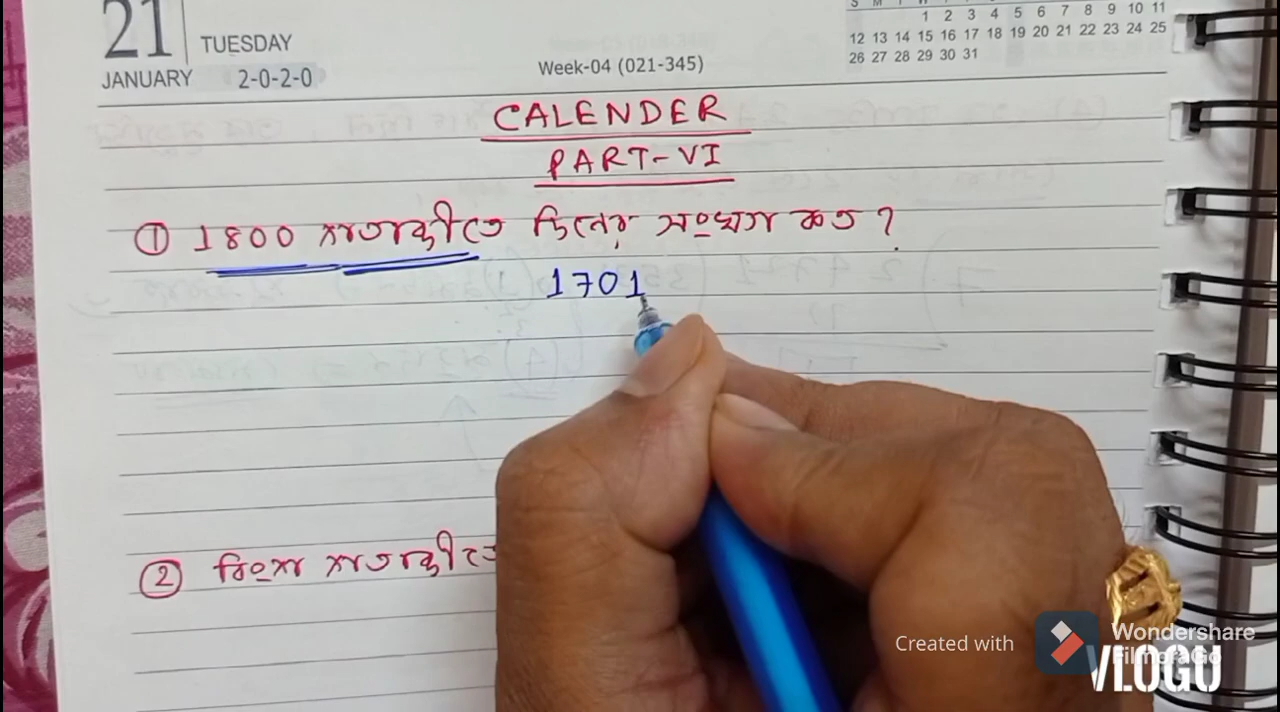 S M T W T F S
1 2 3 4 5 6 7 8 9 10 11
12 13 14 15 16 17 18 19 20 21 22 23 24 25
26 27 28 29 30 31
21 TUESDAY
JANUARY 2-0-2-0
Week-04 (021-345)
CALENDER
PART-VI
① 1800 শতাব্দীতে দিনের সংখ্যা কত ?
1701
② বিংশ শতাব্দীতে
Created with Wondershare FilmoraGo
VLOGU